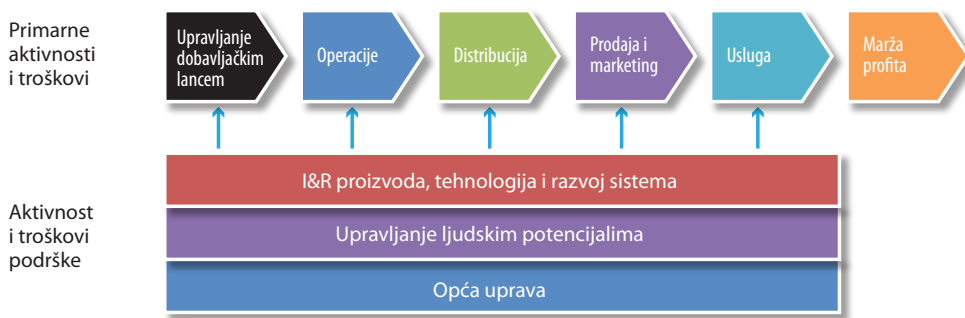 Primarne
aktivnosti
i troškovi
Upravljanje
dobavljačkim
lancem
Operacije
Distribucija
Prodaja i
marketing
Usluga
Marža
profita
Aktivnost
i troškovi
podrške
I&R proizvoda, tehnologija i razvoj sistema
Upravljanje ljudskim potencijalima
Opća uprava